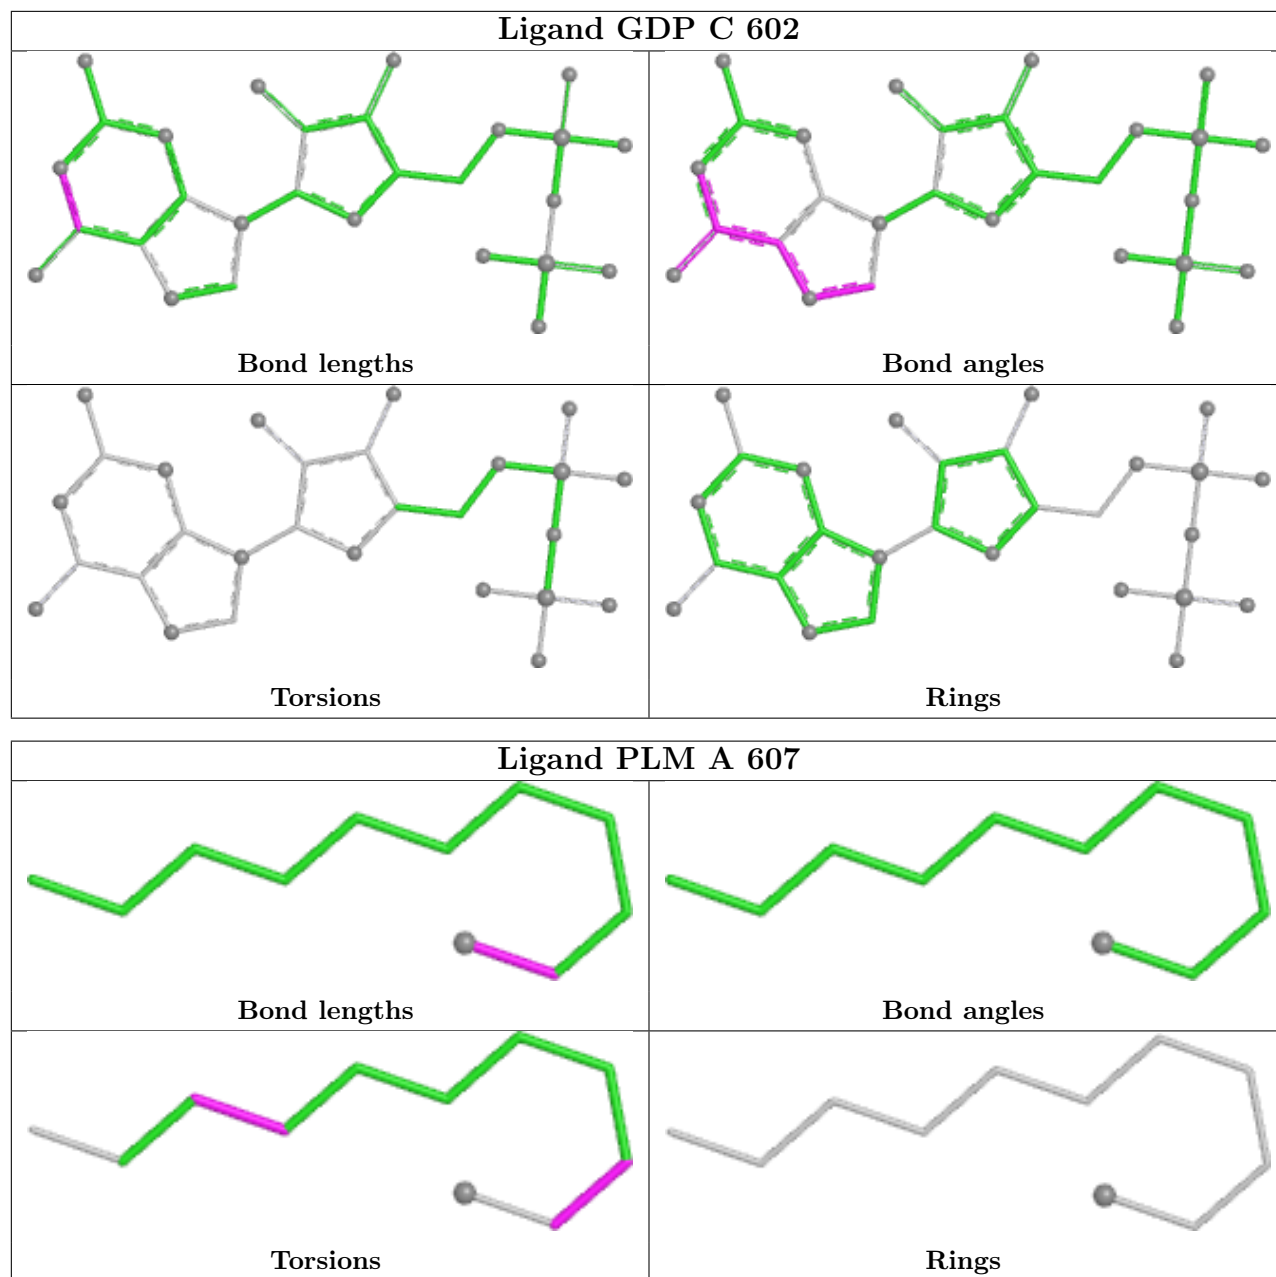 Ligand GDP C 602
Bond lengths
Bond angles
Torsions
Rings
Ligand PLM A 607
Bond lengths
Bond angles
Torsions
Rings